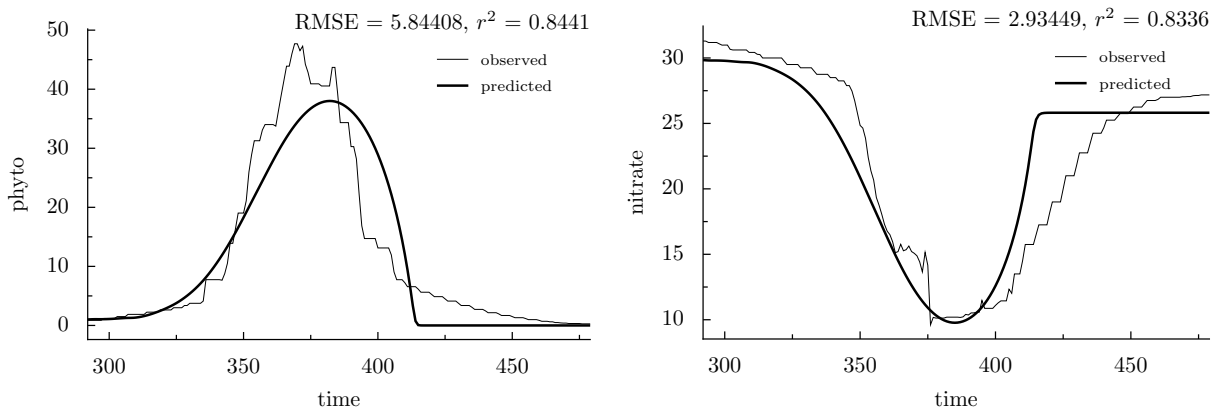 RMSE = 5.84408, r² = 0.8441
50
40
30
20
10
0
phyto
observed
predicted
300
350
400
450
time
RMSE = 2.93449, r² = 0.8336
30
25
20
15
10
nitrate
observed
predicted
300
350
400
450
time